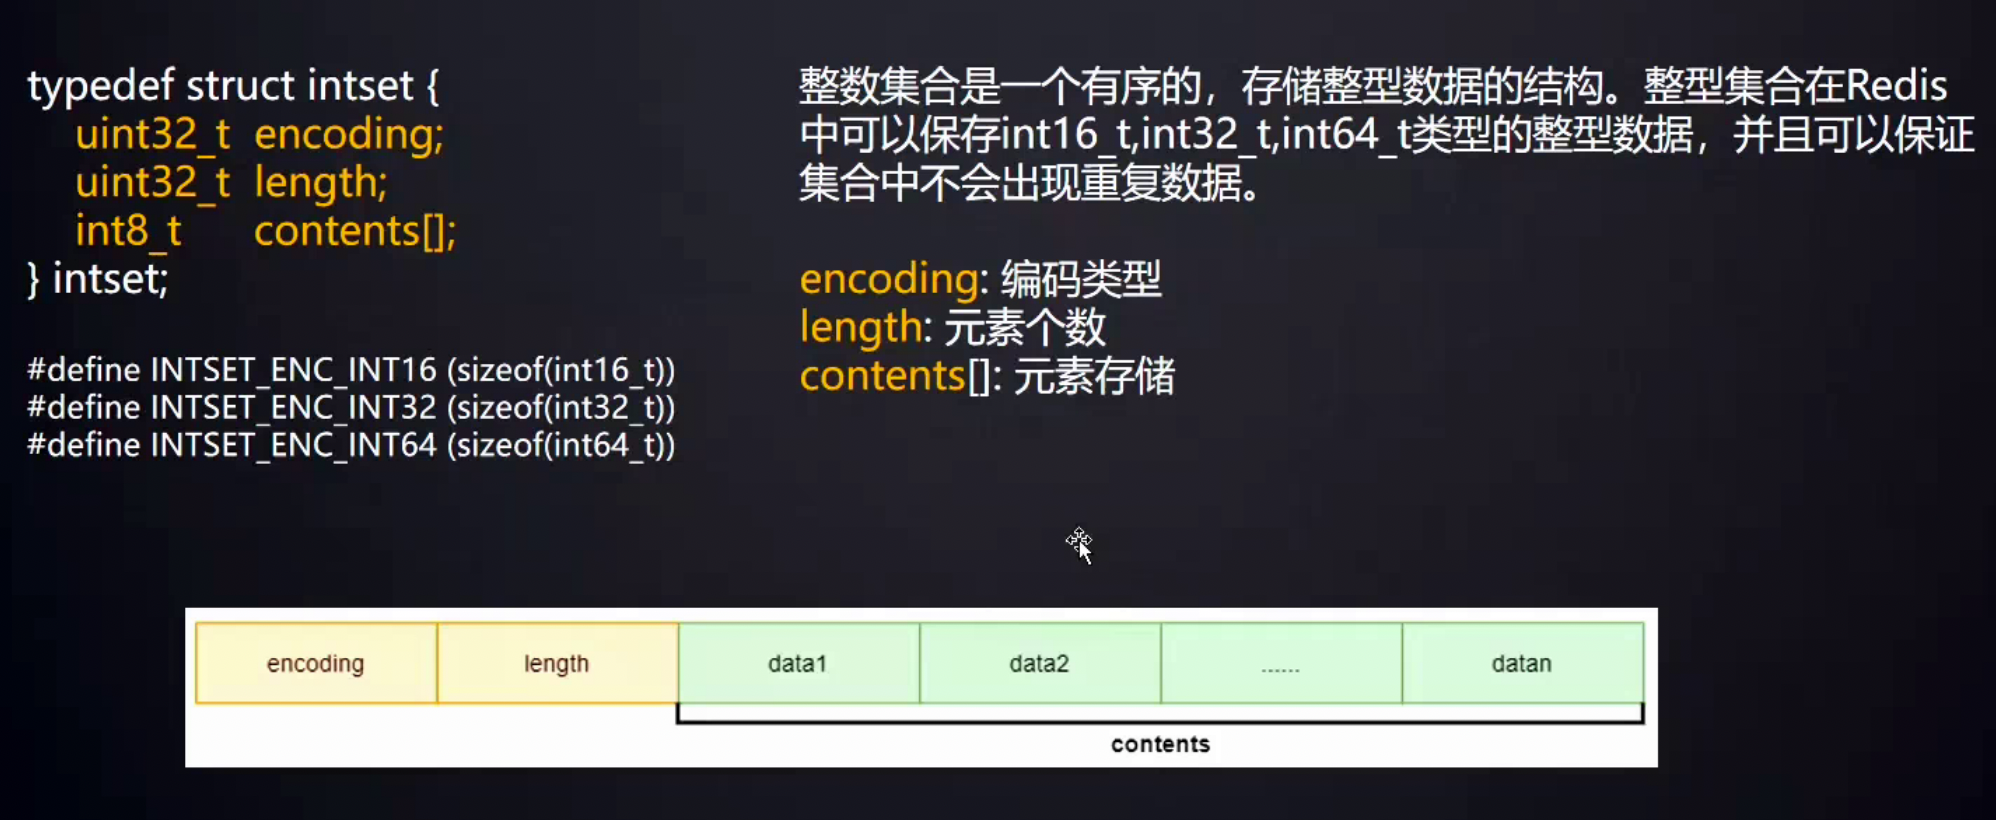 typedef struct intset {
uint32_t encoding;
uint32_t length;
int8_t contents[];
} intset;
#define INTSET_ENC_INT16 (sizeof(int16_t))
#define INTSET_ENC_INT32 (sizeof(int32_t))
#define INTSET_ENC_INT64 (sizeof(int64_t))
整数集合是一个有序的，存储整型数据的结构。整型集合在Redis
中可以保存int16_t,int32_t,int64_t类型的整型数据，并且可以保证
集合中不会出现重复数据。
encoding: 编码类型
length: 元素个数
contents[]: 元素存储
encoding length data1 data2 ...... datan
contents